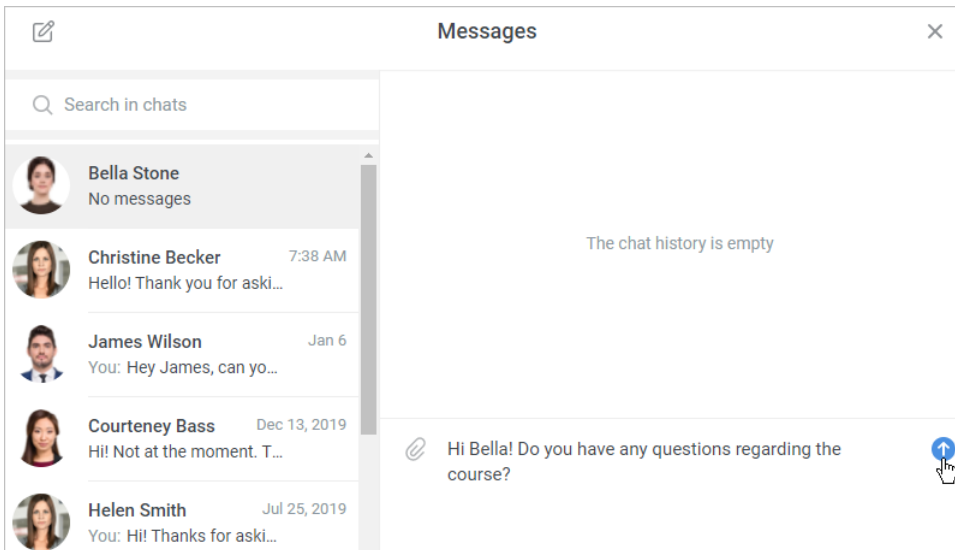 Messages
Search in chats
Bella Stone
No messages
Christine Becker 7:38 AM
Hello! Thank you for aski...
James Wilson Jan 6
You: Hey James, can yo...
Courteney Bass Dec 13, 2019
Hi! Not at the moment. T...
Helen Smith Jul 25, 2019
You: Hi! Thanks for aski...
The chat history is empty
Hi Bella! Do you have any questions regarding the
course?